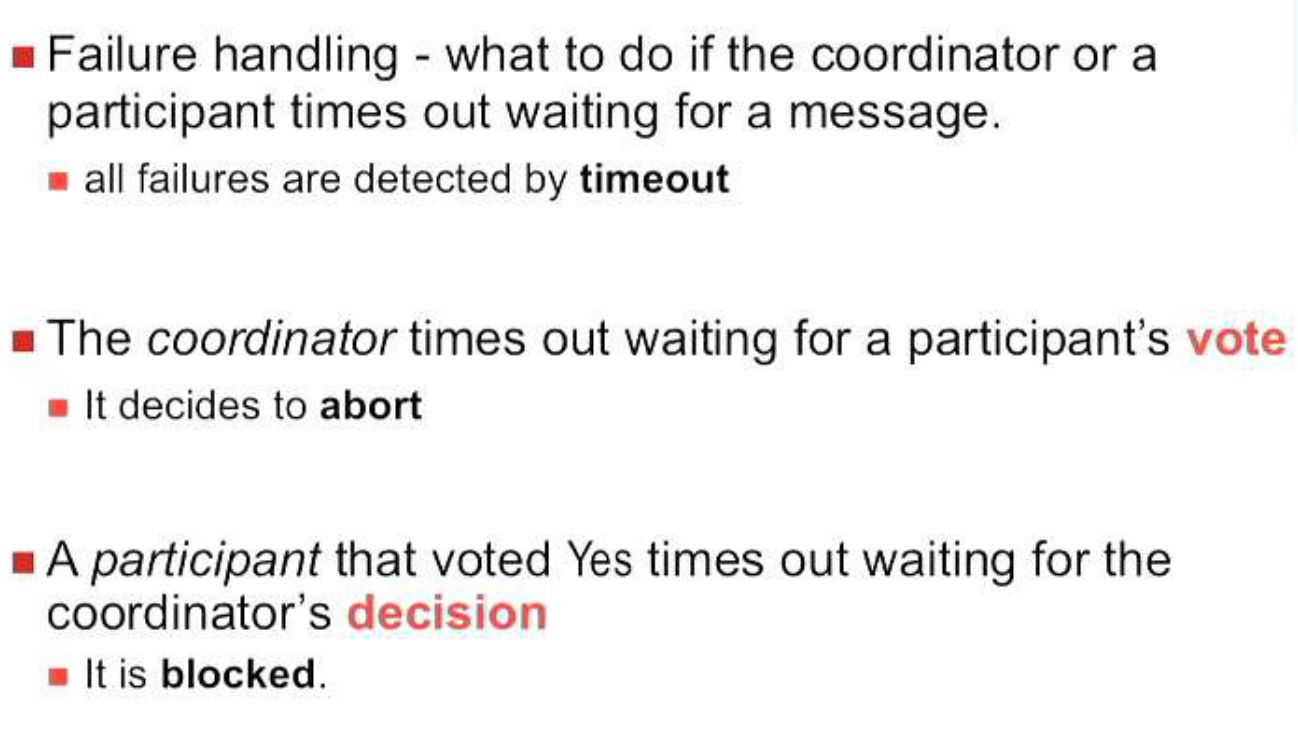 Failure handling - what to do if the coordinator or a
participant times out waiting for a message.
all failures are detected by timeout
The coordinator times out waiting for a participant's vote
It decides to abort
A participant that voted Yes times out waiting for the
coordinator's decision
It is blocked.